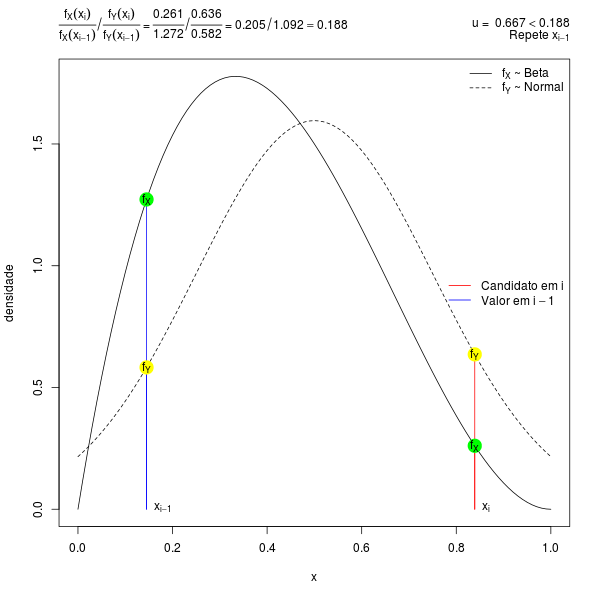 fX(xi) / fX(xi−1) / fY(xi) / fY(xi−1) = 0.261 / 1.272 / 0.636 / 0.582 = 0.205/1.092 = 0.188
u = 0.667 < 0.188
Repete xi−1
fX ~ Beta
fY ~ Normal
1.5
fX
1.0
Candidato em i
Valor em i − 1
densidade
fY
fY
0.5
fX
0.0
xi−1
xi
0.0 0.2 0.4 0.6 0.8 1.0
x